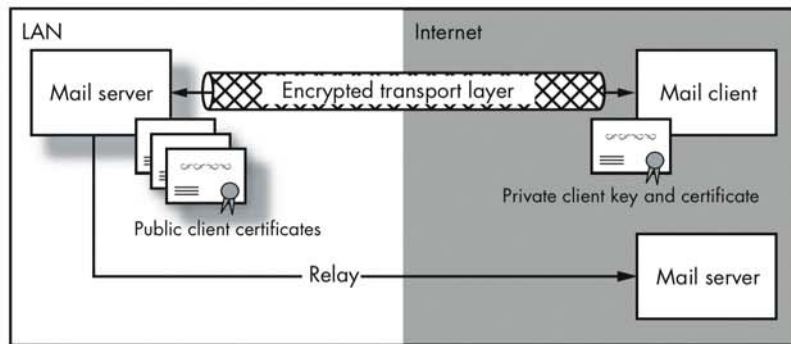 LAN
Internet
Mail server
Encrypted transport layer
Mail client
Public client certificates
Private client key and certificate
Relay
Mail server